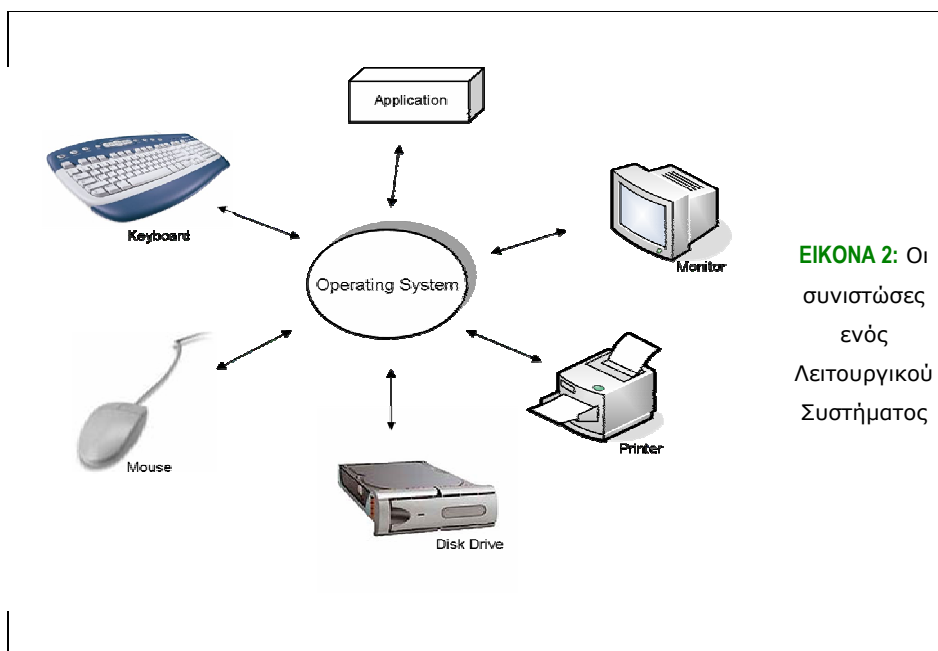 Application
Keyboard
Monitor
Operating System
Mouse
Printer
Disk Drive
ΕΙΚΟΝΑ 2: Οι
συνιστώσες
ενός
Λειτουργικού
Συστήματος